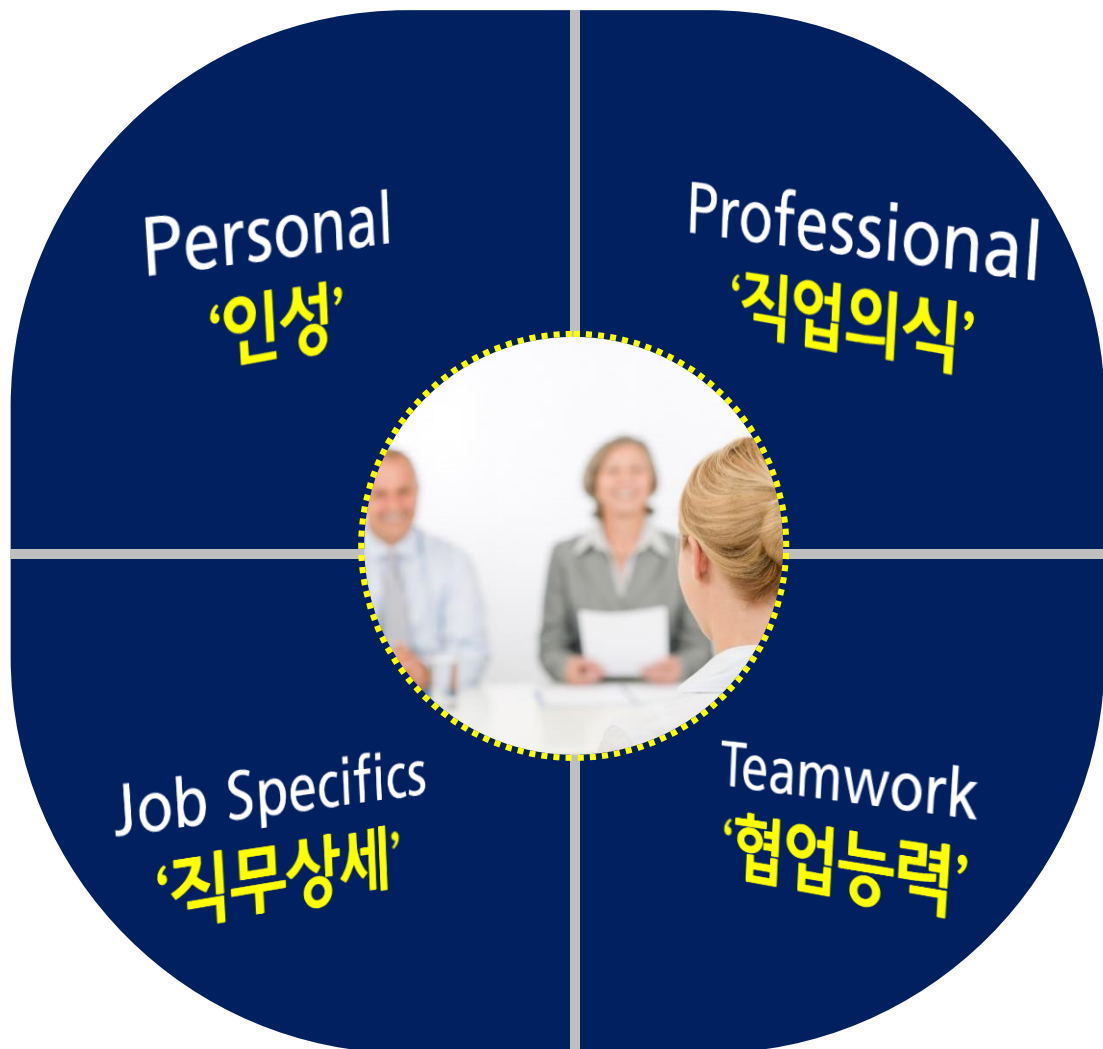 Personal
‘인성’
Professional
‘직업의식’
Job Specifics
‘직무상세’
Teamwork
‘협업능력’